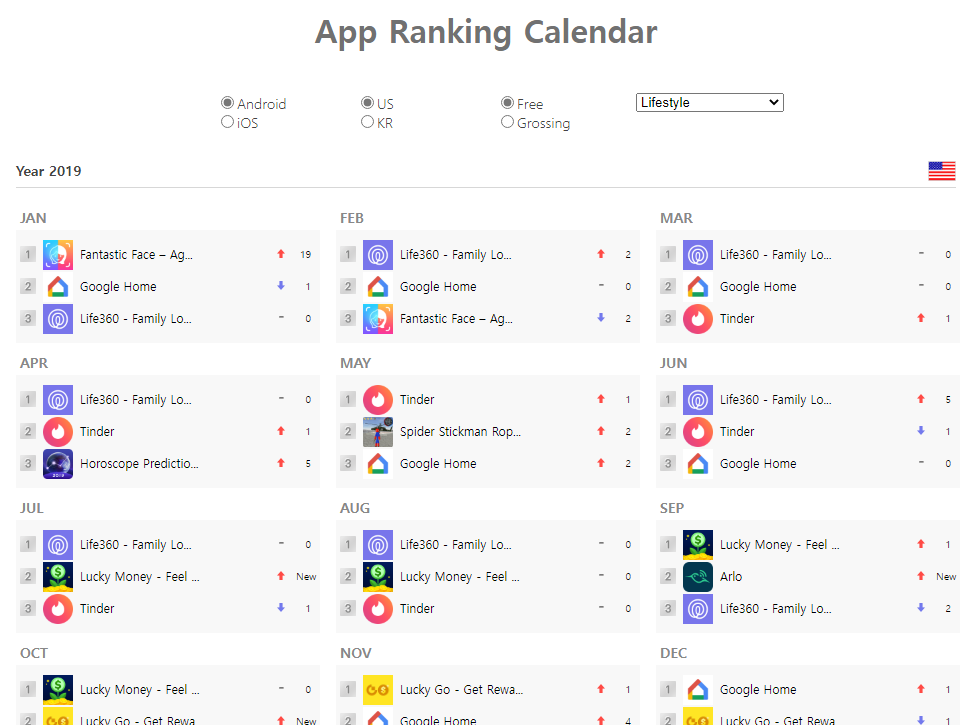 App Ranking Calendar
Android US Free Lifestyle
iOS KR Grossing
Year 2019
JAN
1 Fantastic Face – Ag... 19
2 Google Home 1
3 Life360 - Family Lo... - 0
FEB
1 Life360 - Family Lo... 2
2 Google Home - 0
3 Fantastic Face – Ag... 2
MAR
1 Life360 - Family Lo... - 0
2 Google Home - 0
3 Tinder 1
APR
1 Life360 - Family Lo... - 0
2 Tinder 1
3 Horoscope Predictio... 5
MAY
1 Tinder 1
2 Spider Stickman Rop... 2
3 Google Home 2
JUN
1 Life360 - Family Lo... 5
2 Tinder 1
3 Google Home - 0
JUL
1 Life360 - Family Lo... - 0
2 Lucky Money - Feel ... New
3 Tinder 1
AUG
1 Life360 - Family Lo... - 0
2 Lucky Money - Feel ... - 0
3 Tinder - 0
SEP
1 Lucky Money - Feel ... 1
2 Arlo New
3 Life360 - Family Lo... 2
OCT
1 Lucky Money - Feel ... - 0
2 Lucky Go - Get Rewa New
NOV
1 Lucky Go - Get Rewa... 1
2 Google Home 4
DEC
1 Google Home 1
2 Lucky Go - Get Rewa 1